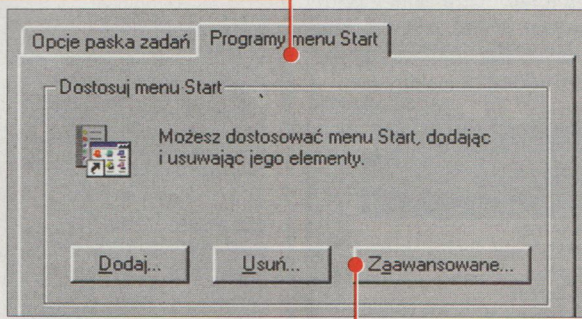 Opcje paska zadań
Programy menu Start
Dostosuj menu Start
Możesz dostosować menu Start, dodając
i usuwając jego elementy.
Dodaj...
Usuń...
Zaawansowane...